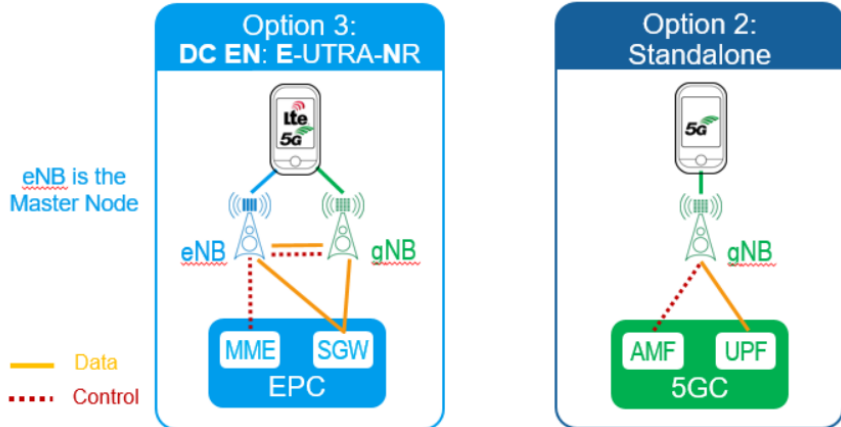 Option 3:
DC EN: E-UTRA-NR
Option 2:
Standalone
Lte
5G
5G
eNB is the
Master Node
eNB
gNB
gNB
MME
SGW
EPC
AMF
UPF
5GC
Data
Control